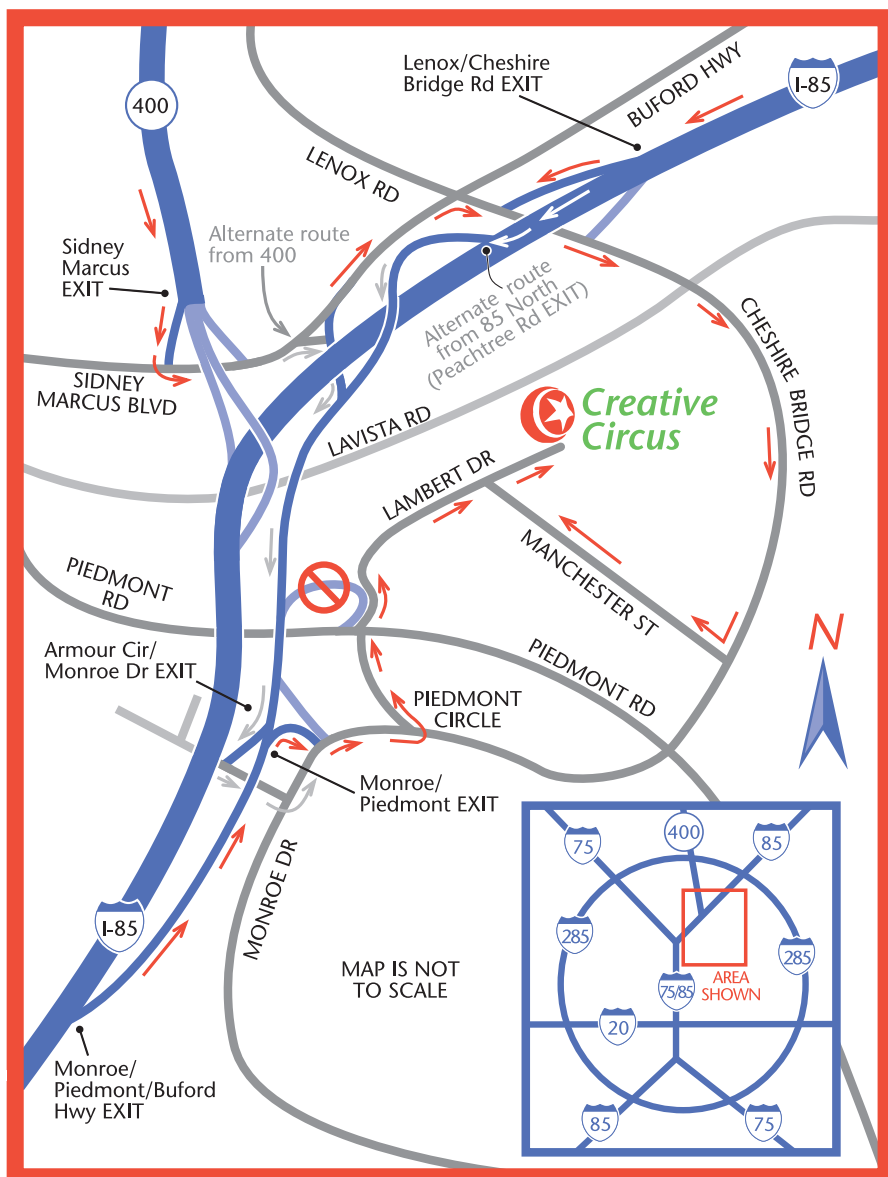 400
Lenox/Cheshire
Bridge Rd EXIT
I-85
BUFORD HWY
LENOX RD
Sidney
Marcus
EXIT
Alternate route
from 400
Alternate route
from 85 North
(Peachtree Rd EXIT)
SIDNEY
MARCUS BLVD
CHESHIRE BRIDGE RD
LAVISTA RD
Creative
Circus
LAMBERT DR
MANCHESTER ST
PIEDMONT
RD
Armour Cir/
Monroe Dr EXIT
PIEDMONT RD
PIEDMONT
CIRCLE
N
Monroe/
Piedmont EXIT
MONROE DR
I-85
MAP IS NOT
TO SCALE
Monroe/
Piedmont/Buford
Hwy EXIT
75
400
85
285
285
75/85
AREA
SHOWN
20
85
75